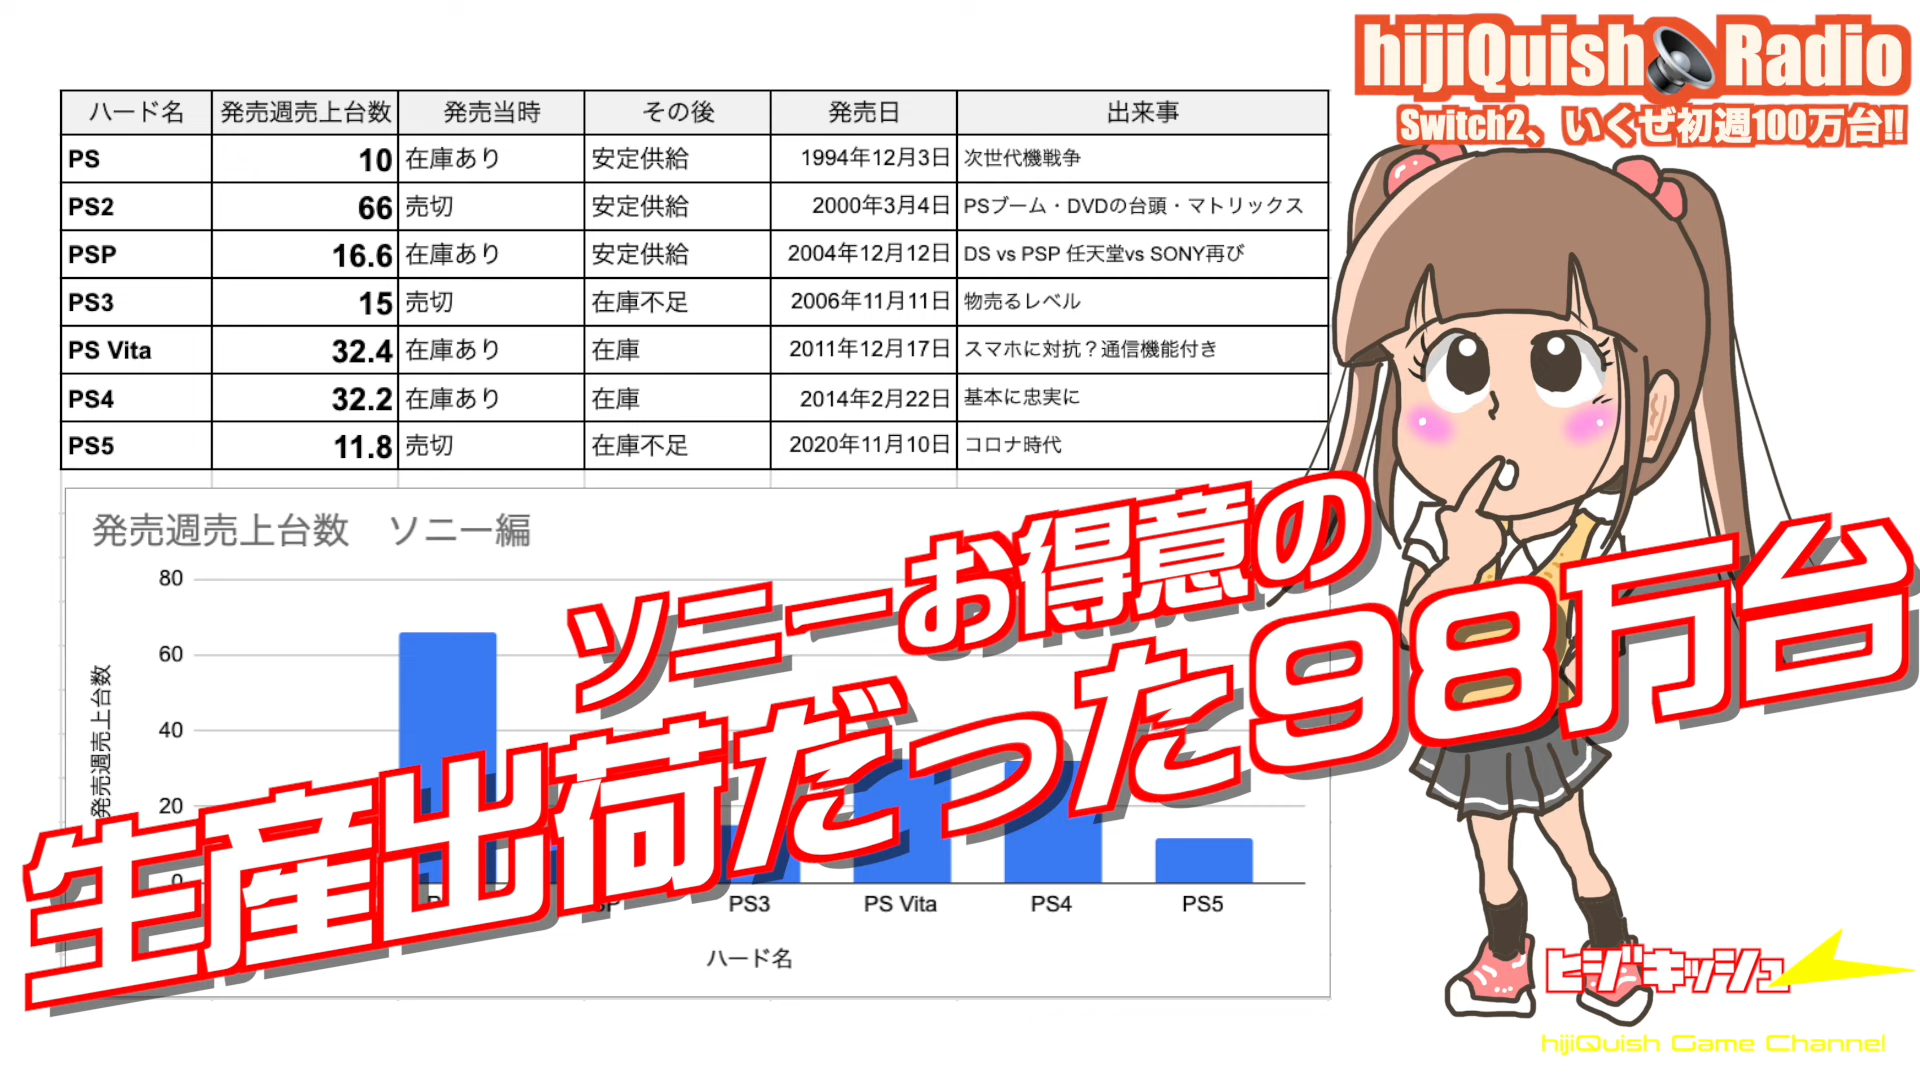 hijiQuish Radio
Switch2、いくぜ初週100万台!!
ハード名 発売週売上台数 発売当時 その後 発売日 出来事
PS 10 在庫あり 安定供給 1994年12月3日 次世代機戦争
PS2 66 売切 安定供給 2000年3月4日 PSブーム・DVDの台頭・マトリックス
PSP 16.6 在庫あり 安定供給 2004年12月12日 DS vs PSP 任天堂vs SONY再び
PS3 15 売切 在庫不足 2006年11月11日 物売るレベル
PS Vita 32.4 在庫あり 在庫 2011年12月17日 スマホに対抗？通信機能付き
PS4 32.2 在庫あり 在庫 2014年2月22日 基本に忠実に
PS5 11.8 売切 在庫不足 2020年11月10日 コロナ時代
発売週売上台数 ソニー編
ソニーお得意の
生産出荷だった98万台
発売週売上台数
80
60
40
20
0
PS3 PS Vita PS4 PS5
ハード名
ヒジキッシュ
hijiQuish Game Channel